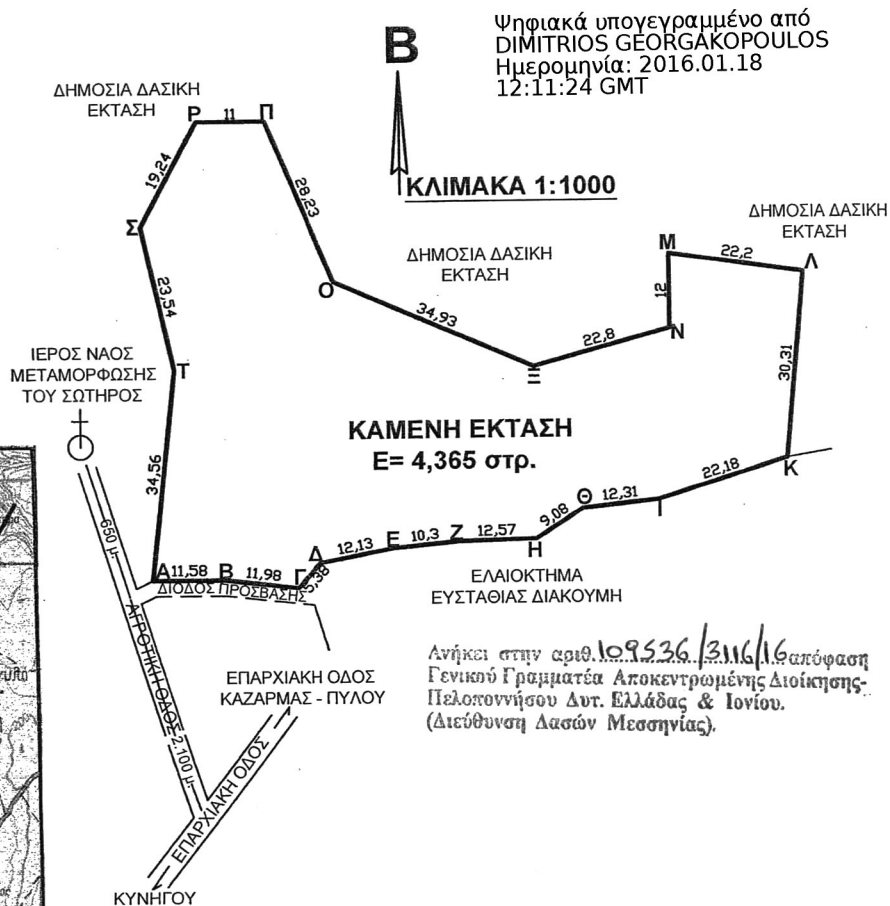 Ψηφιακά υπογεγραμμένο από
DIMITRIOS GEORGAKOPOULOS
Ημερομηνία: 2016.01.18
12:11:24 GMT
Β
ΚΛΙΜΑΚΑ 1:1000
ΔΗΜΟΣΙΑ ΔΑΣΙΚΗ
ΕΚΤΑΣΗ
Ρ
11
Π
19,24
28,23
Σ
ΔΗΜΟΣΙΑ ΔΑΣΙΚΗ
ΕΚΤΑΣΗ
Μ
22,2
Λ
ΔΗΜΟΣΙΑ ΔΑΣΙΚΗ
ΕΚΤΑΣΗ
23,54
Ο
34,93
12
22,8
Ν
30,31
ΙΕΡΟΣ ΝΑΟΣ
ΜΕΤΑΜΟΡΦΩΣΗΣ
ΤΟΥ ΣΩΤΗΡΟΣ
Τ
Ξ
ΚΑΜΕΝΗ ΕΚΤΑΣΗ
Ε= 4,365 στρ.
34,56
22,18
Κ
650 μ.
Θ
12,31
Ι
9,08
Α
11,58
Β
11,98
Γ
5,38
Δ
12,13
Ε
10,3
Ζ
12,57
Η
ΔΙΟΔΟΣ ΠΡΟΣΒΑΣΗΣ
ΕΛΑΙΟΚΤΗΜΑ
ΕΥΣΤΑΘΙΑΣ ΔΙΑΚΟΥΜΗ
ΑΓΡΟΤΙΚΗ ΟΔΟΣ 2.100 μ.
Ανήκει στην αριθ. 109536/3116/16 απόφαση
Γενικού Γραμματέα Αποκεντρωμένης Διοίκησης-
Πελοποννήσου Δυτ. Ελλάδας & Ιονίου.
(Διεύθυνση Δασών Μεσσηνίας).
ΕΠΑΡΧΙΑΚΗ ΟΔΟΣ
ΚΑΖΑΡΜΑΣ - ΠΥΛΟΥ
ΕΠΑΡΧΙΑΚΗ ΟΔΟΣ
ΚΥΝΗΓΟΥ